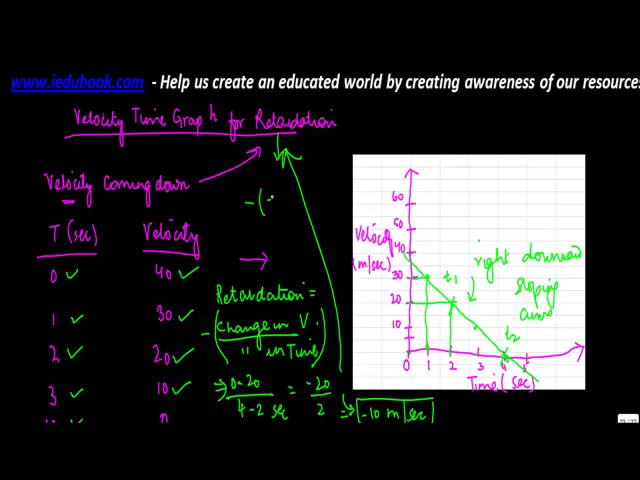 www.iedubook.com - Help us create an educated world by creating awareness of our resources
Velocity Time Graph for Retardation
Velocity Coming down
T (sec) Velocity
0 ✓ 40 ✓
1 ✓ 30 ✓
2 ✓ 20 ✓
3 ✓ 10 ✓
0
-(-
→
Retardation =
- (change in V.
" in Time)
⇒ 0-20 / 4-2 sec = -20 / 2 ⇒ -10 m/sec
60
50
Velocity
40
(m/sec)
30
20
10
0 1 2 3 4 5
Time (sec)
t1
t2
right downward
sloping
curve